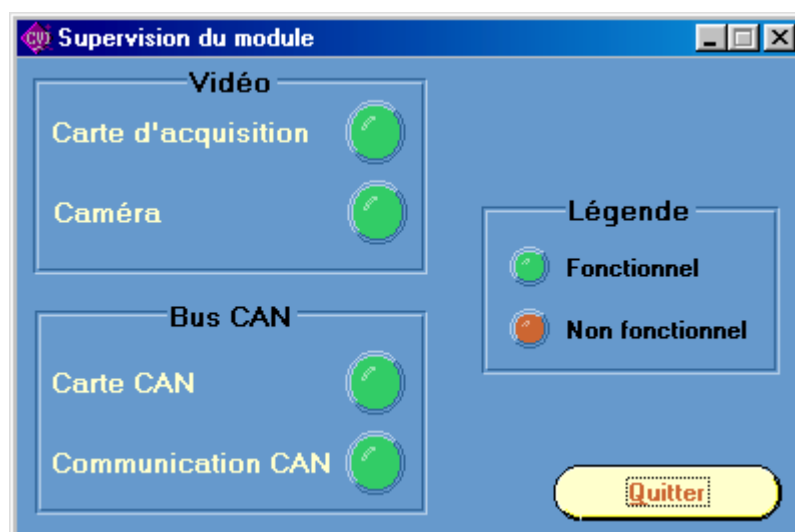 CVI Supervision du module
Vidéo
Carte d'acquisition
Caméra
Bus CAN
Carte CAN
Communication CAN
Légende
Fonctionnel
Non fonctionnel
Quitter